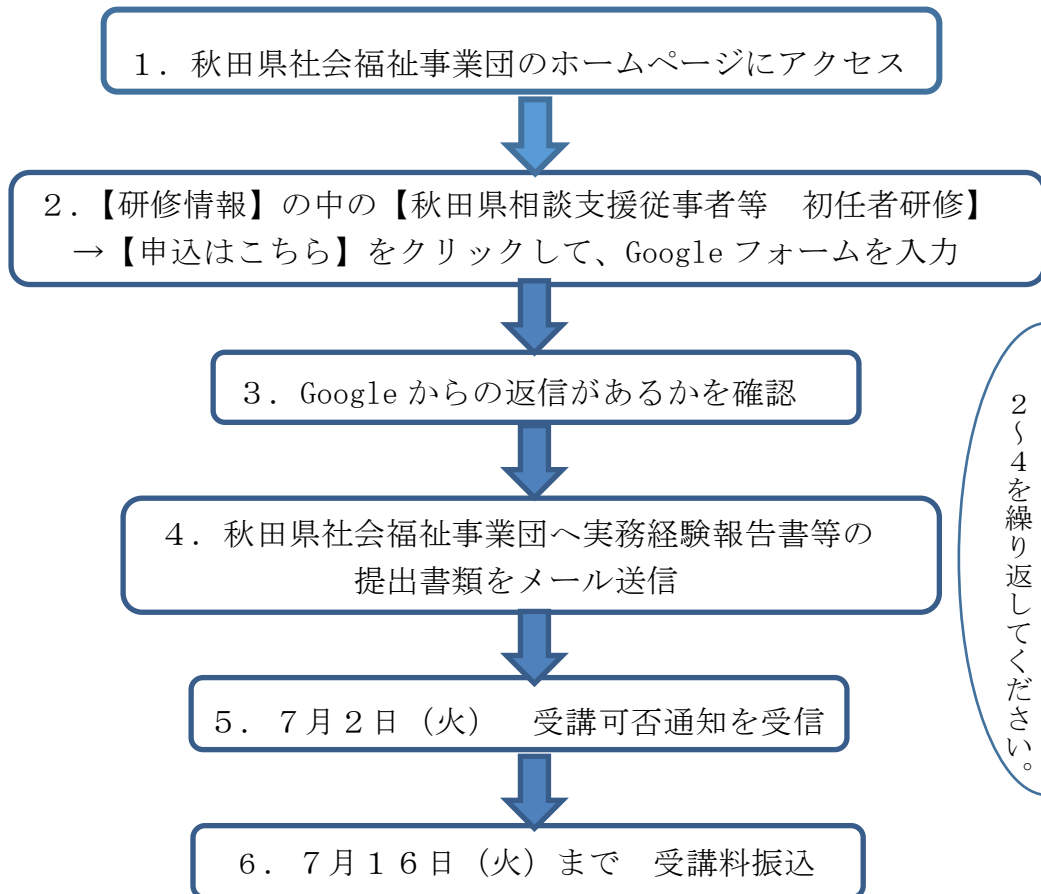 1．秋田県社会福祉事業団のホームページにアクセス
2．【研修情報】の中の【秋田県相談支援従事者等　初任者研修】
→【申込はこちら】をクリックして、Google フォームを入力
3．Google からの返信があるかを確認
4．秋田県社会福祉事業団へ実務経験報告書等の
提出書類をメール送信
5．７月２日（火）　受講可否通知を受信
6．７月１６日（火）まで　受講料振込
２～４を繰り返してください。